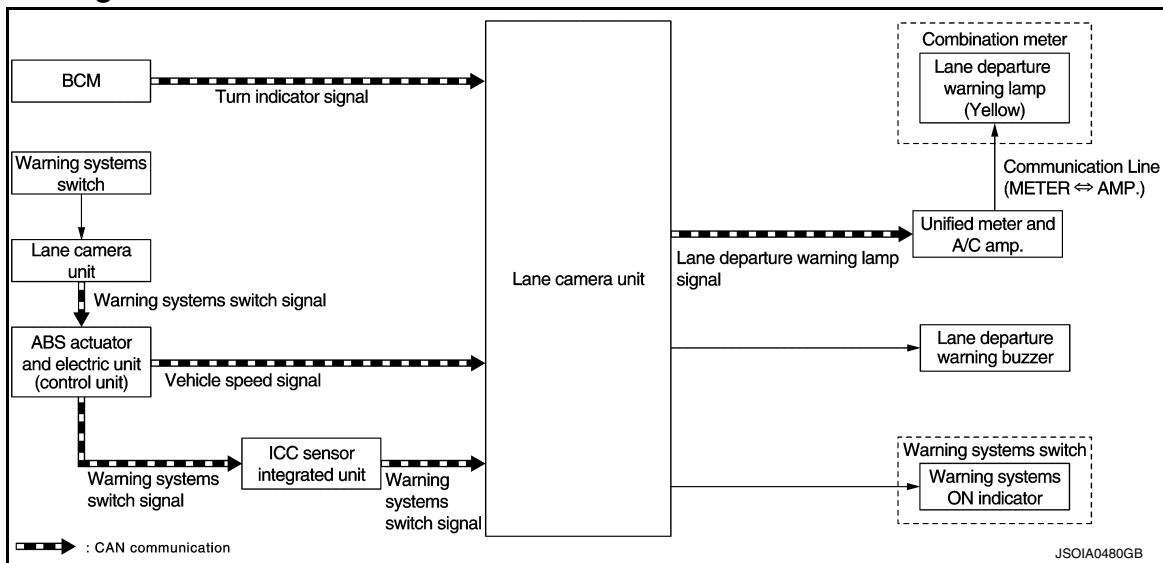 BCM
Turn indicator signal
Warning systems
switch
Lane camera
unit
Warning systems switch signal
ABS actuator
and electric unit
(control unit)
Vehicle speed signal
Warning systems
switch signal
ICC sensor
integrated unit
Warning
systems
switch signal
: CAN communication
Lane camera unit
Combination meter
Lane departure
warning lamp
(Yellow)
Communication Line
(METER ⇔ AMP.)
Unified meter and
A/C amp.
Lane departure warning lamp
signal
Lane departure
warning buzzer
Warning systems switch
Warning systems
ON indicator
JSOIA0480GB